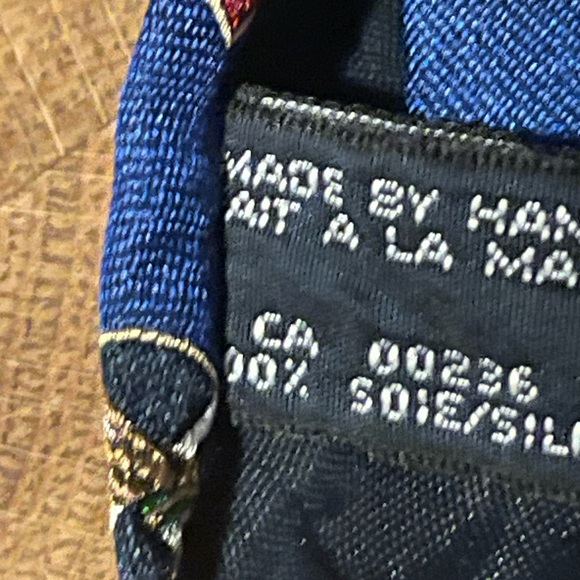 MADE BY HAN
AIT A LA MA
CA 00236
00% SOIE/SIL